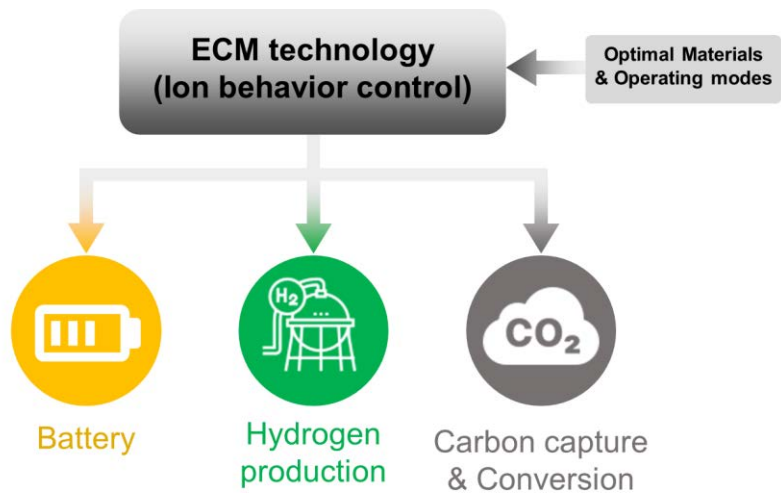 ECM technology
(Ion behavior control)
Optimal Materials
& Operating modes
H₂
CO₂
Battery
Hydrogen
production
Carbon capture
& Conversion